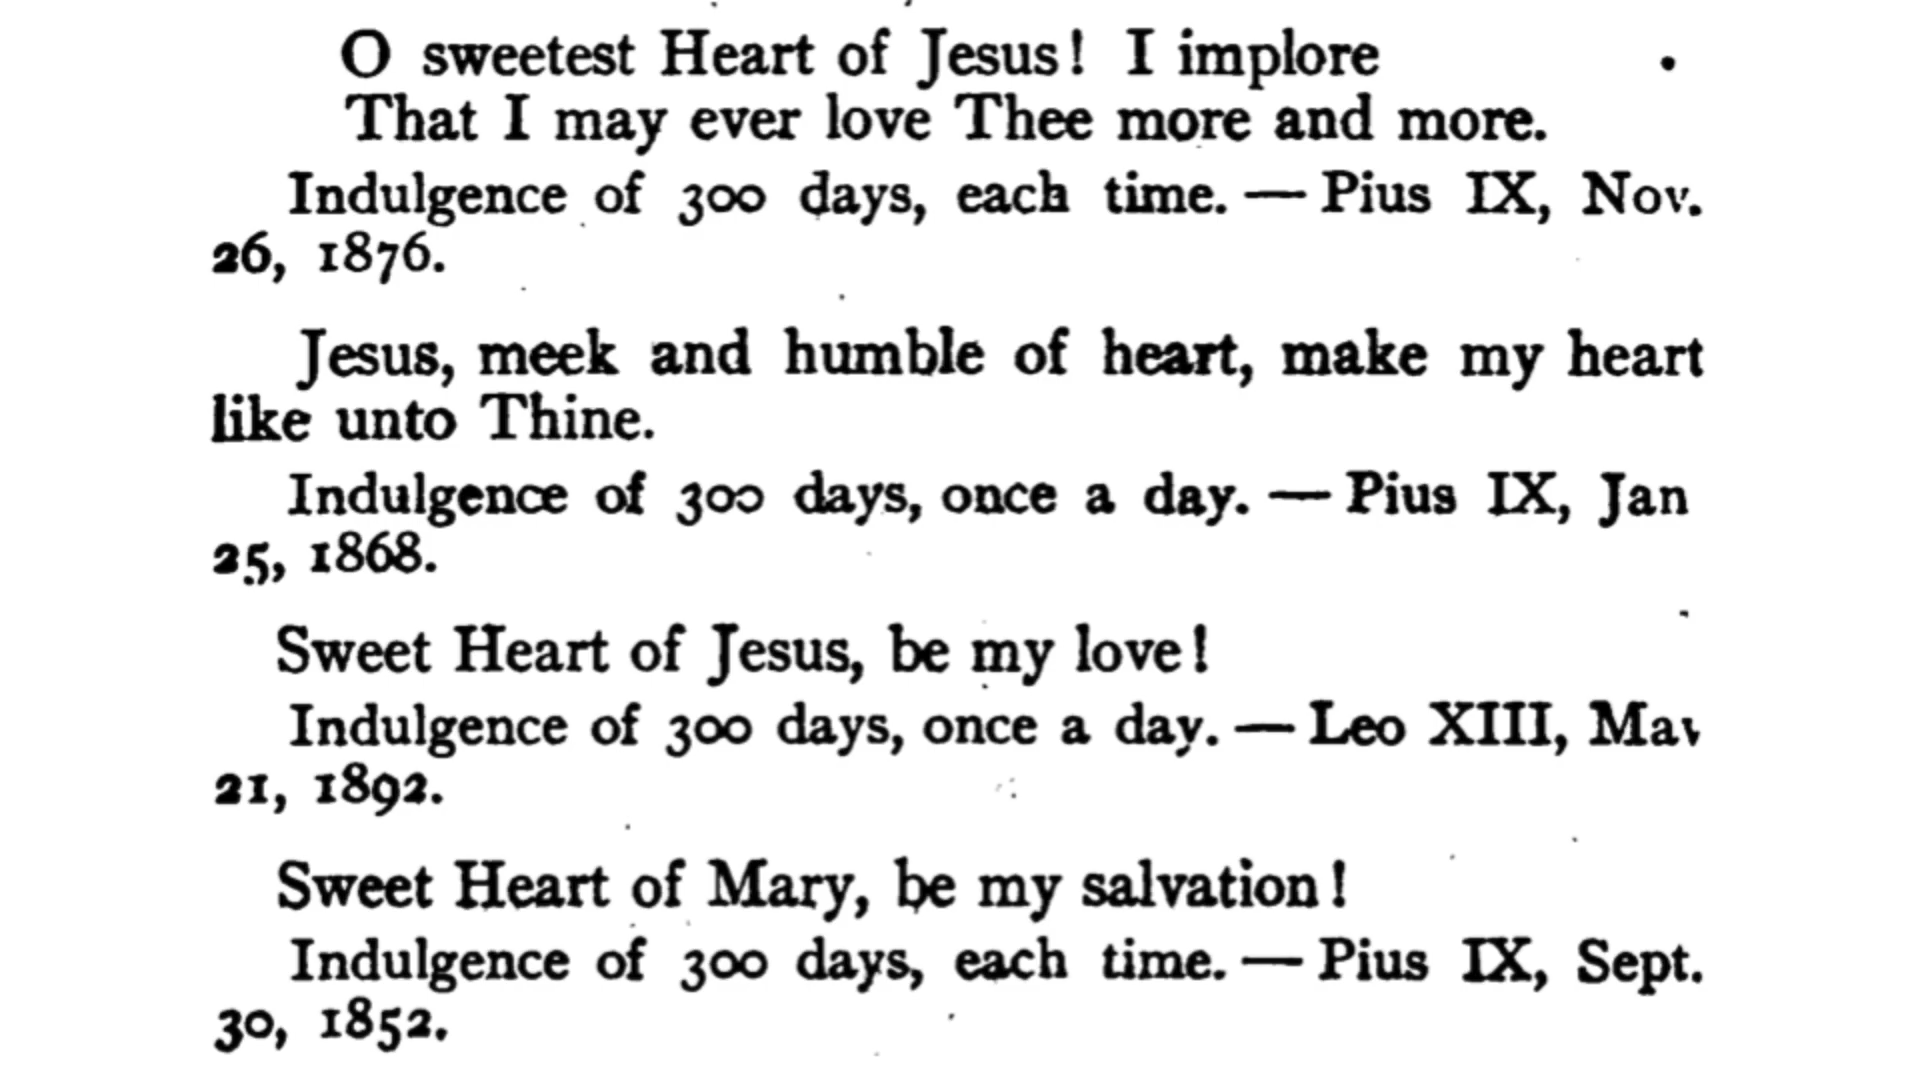 O sweetest Heart of Jesus! I implore
That I may ever love Thee more and more.
Indulgence of 300 days, each time. — Pius IX, Nov.
26, 1876.
Jesus, meek and humble of heart, make my heart
like unto Thine.
Indulgence of 300 days, once a day. — Pius IX, Jan
25, 1868.
Sweet Heart of Jesus, be my love!
Indulgence of 300 days, once a day. — Leo XIII, May
21, 1892.
Sweet Heart of Mary, be my salvation!
Indulgence of 300 days, each time. — Pius IX, Sept.
30, 1852.